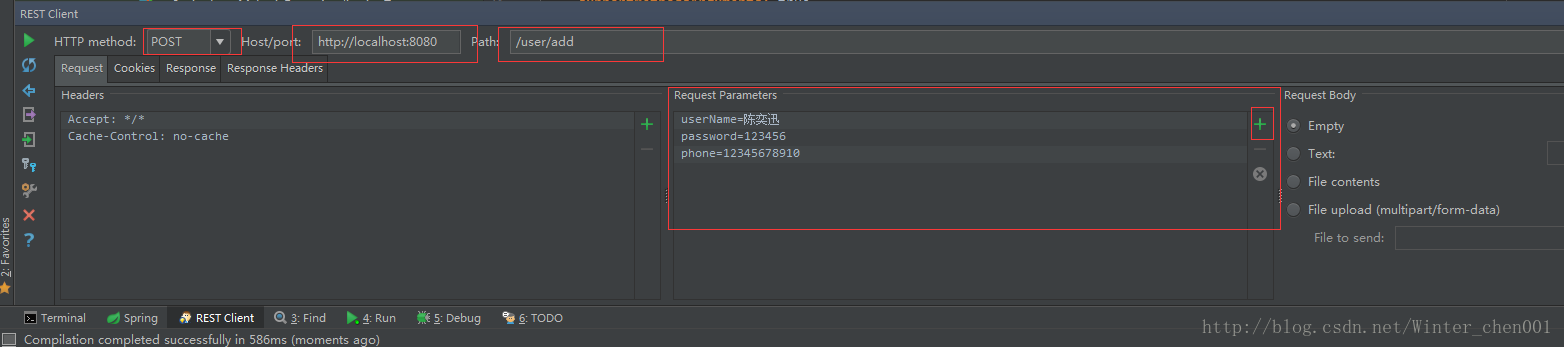 REST Client
HTTP method: POST Host/port: http://localhost:8080 Path: /user/add
Request Cookies Response Response Headers
Headers Request Parameters Request Body
Accept: */* userName=陈奕迅 Empty
Cache-Control: no-cache password=123456
phone=12345678910 Text:
File contents
File upload (multipart/form-data)
File to send:
2: Favorites
Terminal Spring REST Client 3: Find 4: Run 5: Debug 6: TODO
Compilation completed successfully in 586ms (moments ago)
http://blog.csdn.net/Winter_chen001